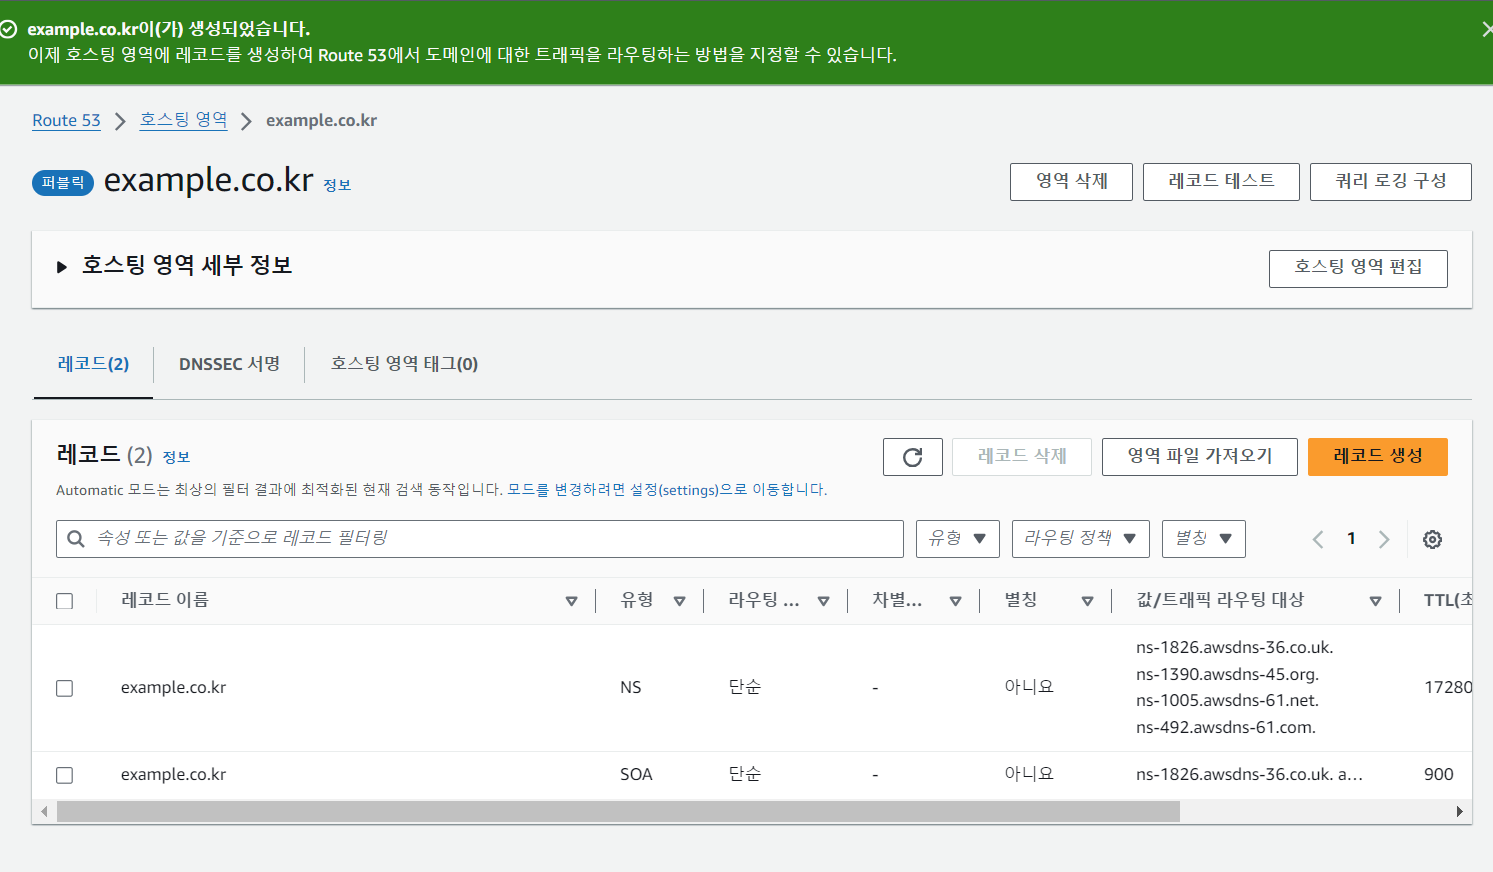 example.co.kr이(가) 생성되었습니다.
이제 호스팅 영역에 레코드를 생성하여 Route 53에서 도메인에 대한 트래픽을 라우팅하는 방법을 지정할 수 있습니다.
Route 53 > 호스팅 영역 > example.co.kr
퍼블릭 example.co.kr 정보
영역 삭제 레코드 테스트 쿼리 로깅 구성
호스팅 영역 세부 정보 호스팅 영역 편집
레코드(2) DNSSEC 서명 호스팅 영역 태그(0)
레코드 (2) 정보 레코드 삭제 영역 파일 가져오기 레코드 생성
Automatic 모드는 최상의 필터 결과에 최적화된 현재 검색 동작입니다. 모드를 변경하려면 설정(settings)으로 이동합니다.
속성 또는 값을 기준으로 레코드 필터링 유형 라우팅 정책 별칭 1
레코드 이름 유형 라우팅 ... 차별... 별칭 값/트래픽 라우팅 대상 TTL(초
example.co.kr NS 단순 - 아니요
ns-1826.awsdns-36.co.uk.
ns-1390.awsdns-45.org.
ns-1005.awsdns-61.net.
ns-492.awsdns-61.com.
17280
example.co.kr SOA 단순 - 아니요 ns-1826.awsdns-36.co.uk. a... 900